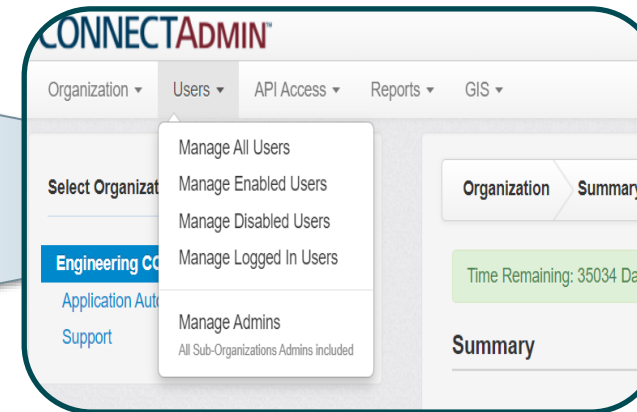 CONNECTADMIN™
Organization Users API Access Reports GIS
Manage All Users
Select Organizat Manage Enabled Users Organization Summary
Manage Disabled Users
Engineering CO Manage Logged In Users
Time Remaining: 35034 Da
Application Auto
Support Manage Admins
All Sub-Organizations Admins included
Summary